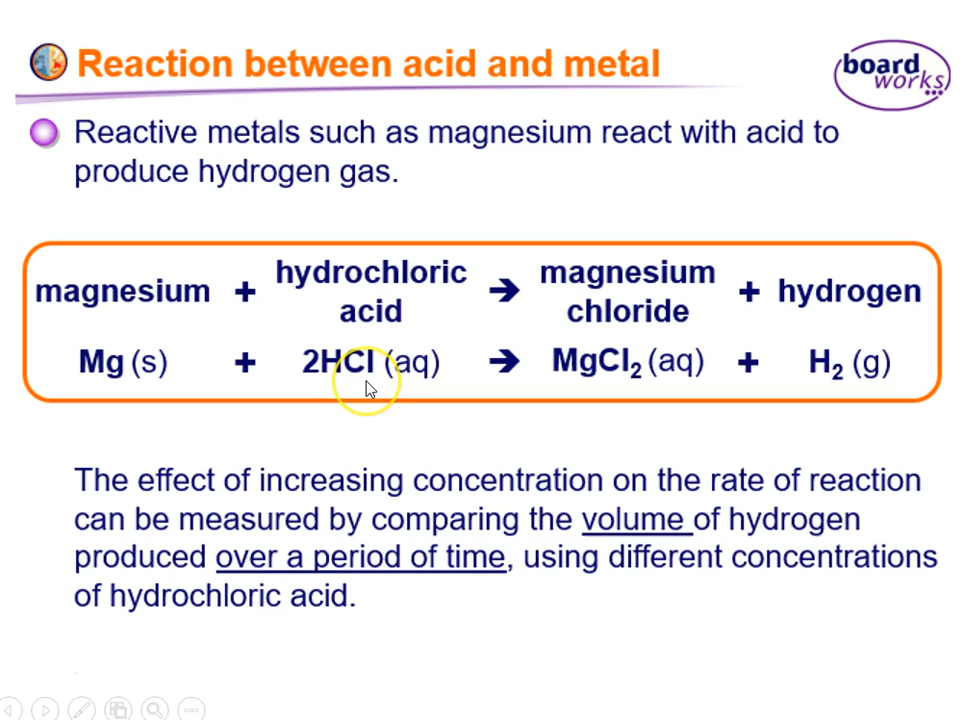 Reaction between acid and metal
board
works
Reactive metals such as magnesium react with acid to
produce hydrogen gas.
magnesium + hydrochloric acid ➔ magnesium chloride + hydrogen
Mg (s) + 2HCl (aq) ➔ MgCl₂ (aq) + H₂ (g)
The effect of increasing concentration on the rate of reaction
can be measured by comparing the volume of hydrogen
produced over a period of time, using different concentrations
of hydrochloric acid.